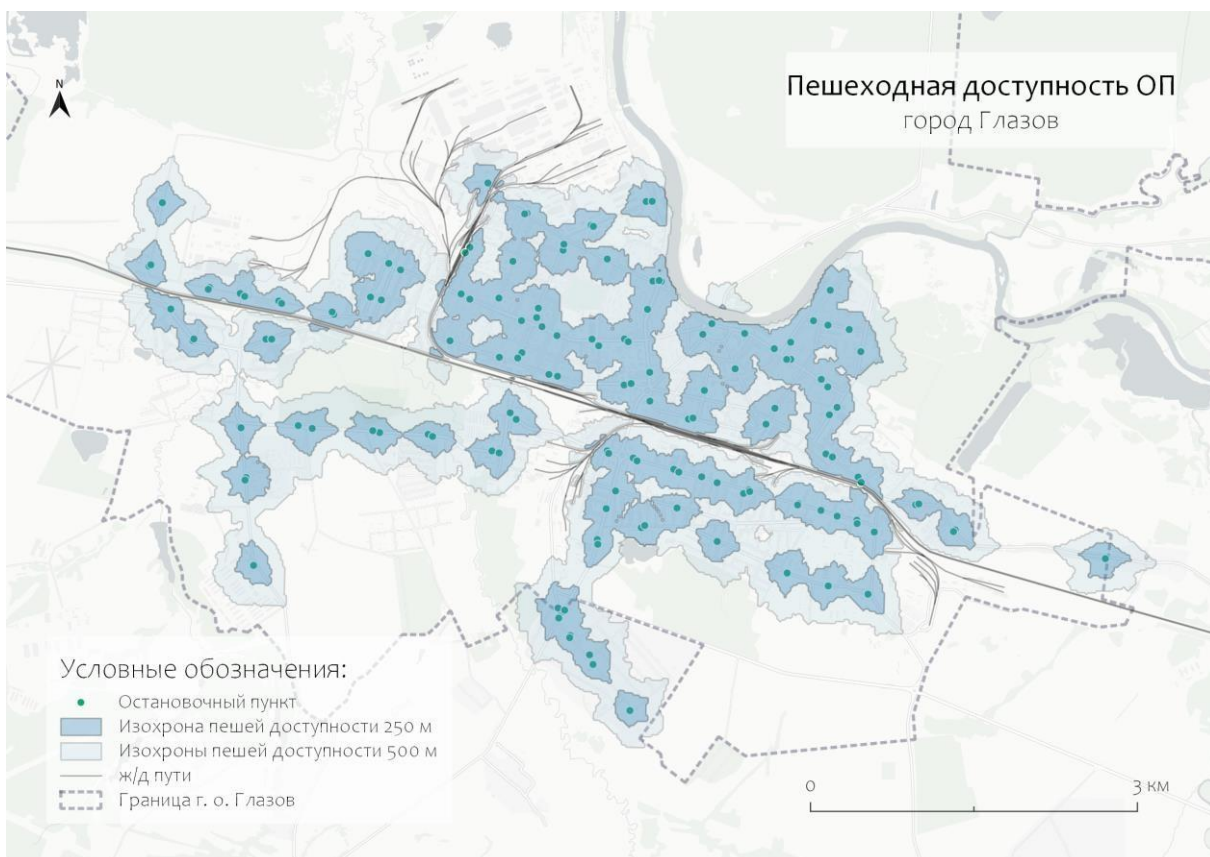 Пешеходная доступность ОП
город Глазов
N
Условные обозначения:
Остановочный пункт
Изохрона пешей доступности 250 м
Изохроны пешей доступности 500 м
ж/д пути
Граница г. о. Глазов
0 3 км